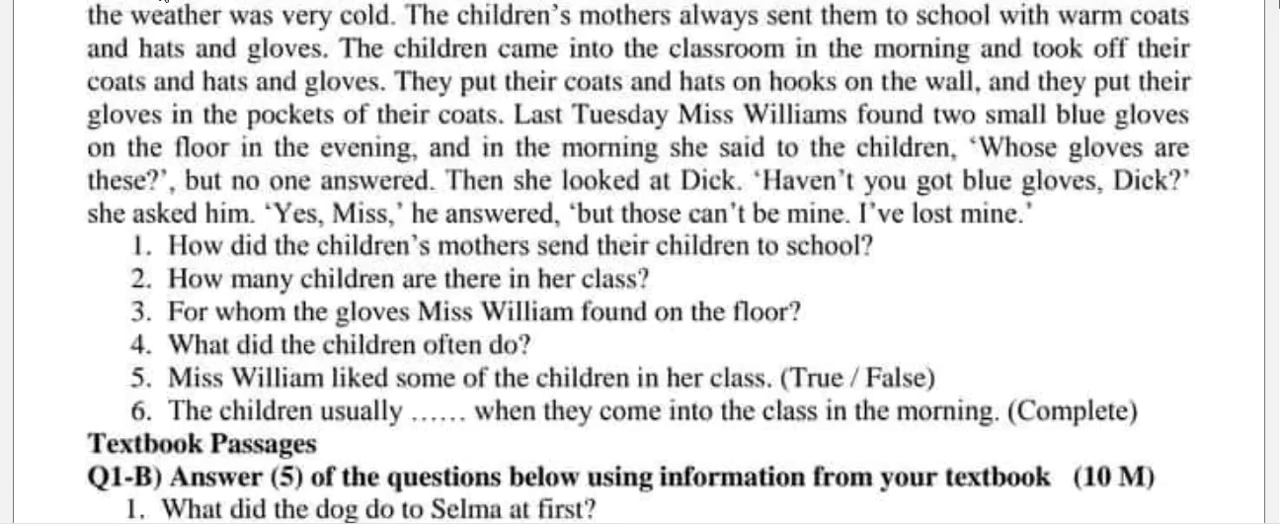 the weather was very cold. The children’s mothers always sent them to school with warm coats
and hats and gloves. The children came into the classroom in the morning and took off their
coats and hats and gloves. They put their coats and hats on hooks on the wall, and they put their
gloves in the pockets of their coats. Last Tuesday Miss Williams found two small blue gloves
on the floor in the evening, and in the morning she said to the children, ‘Whose gloves are
these?’, but no one answered. Then she looked at Dick. ‘Haven’t you got blue gloves, Dick?’
she asked him. ‘Yes, Miss,’ he answered, ‘but those can’t be mine. I’ve lost mine.’
1. How did the children’s mothers send their children to school?
2. How many children are there in her class?
3. For whom the gloves Miss William found on the floor?
4. What did the children often do?
5. Miss William liked some of the children in her class. (True / False)
6. The children usually …… when they come into the class in the morning. (Complete)
Textbook Passages
Q1-B) Answer (5) of the questions below using information from your textbook (10 M)
1. What did the dog do to Selma at first?